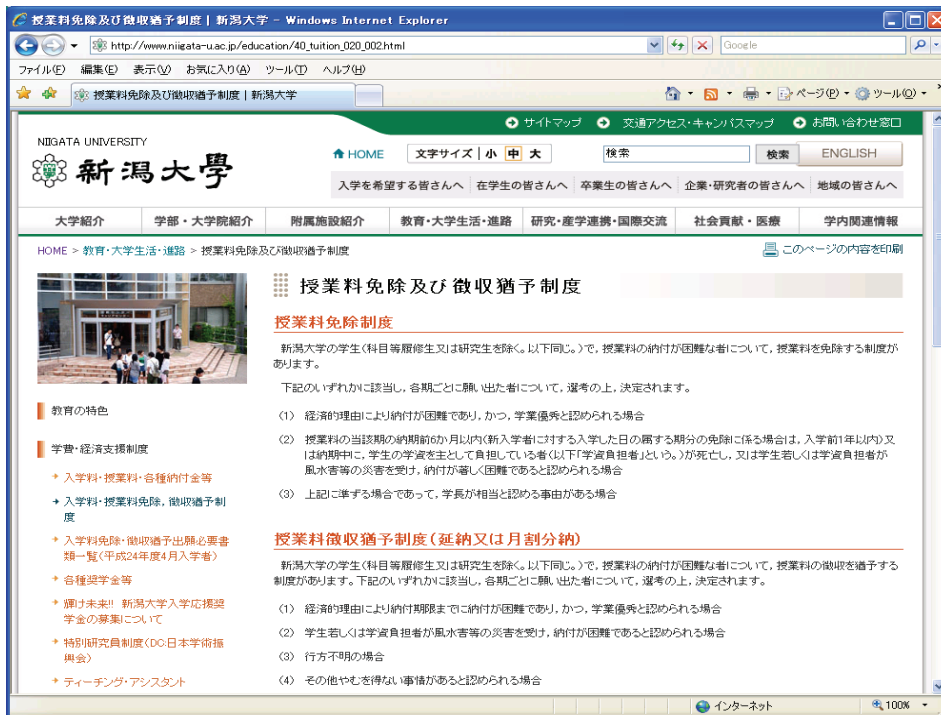 授業料免除及び徴収猶予制度 | 新潟大学 - Windows Internet Explorer
http://www.niigata-u.ac.jp/education/40_tuition_020_002.html
Google
ファイル(F) 編集(E) 表示(V) お気に入り(A) ツール(T) ヘルプ(H)
授業料免除及び徴収猶予制度 | 新潟大学
ページ(P) ツール(O)
サイトマップ 交通アクセス・キャンパスマップ お問い合わせ窓口
NIIGATA UNIVERSITY
新潟大学
HOME 文字サイズ 小 中 大 検索 検索 ENGLISH
入学を希望する皆さんへ 在学生の皆さんへ 卒業生の皆さんへ 企業・研究者の皆さんへ 地域の皆さんへ
大学紹介 学部・大学院紹介 附属施設紹介 教育・大学生活・進路 研究・産学連携・国際交流 社会貢献・医療 学内関連情報
HOME > 教育・大学生活・進路 > 授業料免除及び徴収猶予制度
このページの内容を印刷
授業料免除及び徴収猶予制度
授業料免除制度
新潟大学の学生(科目等履修生又は研究生を除く。以下同じ。)で，授業料の納付が困難な者について，授業料を免除する制度が
あります。
下記のいずれかに該当し，各期ごとに願い出た者について，選考の上，決定されます。
(1) 経済的理由により納付が困難であり，かつ，学業優秀と認められる場合
(2) 授業料の当該期の納期前6か月以内(新入学者に対する入学した日の属する期分の免除に係る場合は，入学前1年以内)又
は納期中に，学生の学資を主として負担している者(以下「学資負担者」という。)が死亡し，又は学生若しくは学資負担者が
風水害等の災害を受け，納付が著しく困難であると認められる場合
(3) 上記に準ずる場合であって，学長が相当と認める事由がある場合
授業料徴収猶予制度(延納又は月割分納)
新潟大学の学生(科目等履修生又は研究生を除く。以下同じ。)で，授業料の納付が困難な者について，授業料の徴収を猶予する
制度があります。下記のいずれかに該当し，各期ごとに願い出た者について，選考の上，決定されます。
(1) 経済的理由により納付期限までに納付が困難であり，かつ，学業優秀と認められる場合
(2) 学生若しくは学資負担者が風水害等の災害を受け，納付が困難であると認められる場合
(3) 行方不明の場合
(4) その他やむを得ない事情があると認められる場合
教育の特色
学費・経済支援制度
入学料・授業料・各種納付金等
入学料・授業料免除，徴収猶予制
度
入学料免除・徴収猶予出願必要書
類一覧(平成24年度4月入学者)
各種奨学金等
輝け未来!! 新潟大学入学応援奨
学金の募集について
特別研究員制度(DC:日本学術振
興会)
ティーチング・アシスタント
インターネット 100%